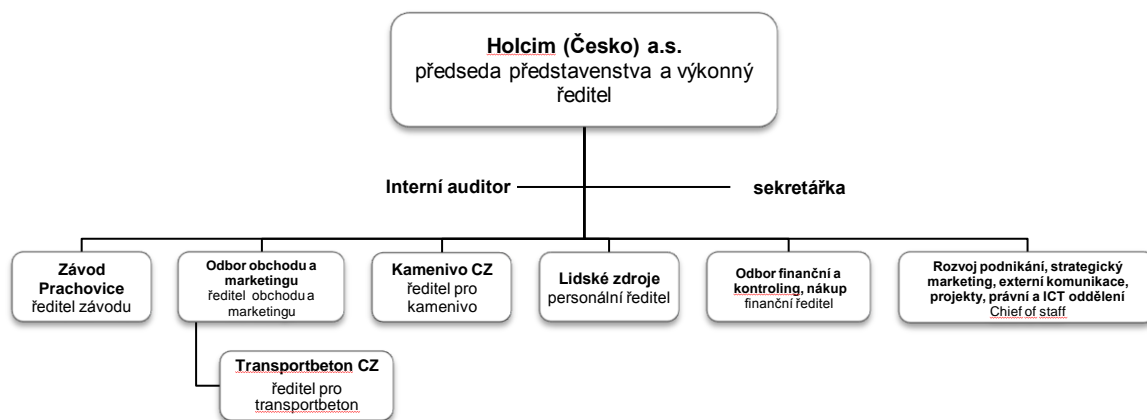 Holcim (Česko) a.s.
předseda představenstva a výkonný
ředitel
Interní auditor
sekretářka
Závod
Prachovice
ředitel závodu
Odbor obchodu a
marketingu
ředitel obchodu a
marketingu
Kamenivo CZ
ředitel pro
kamenivo
Lidské zdroje
personální ředitel
Odbor finanční a
kontroling, nákup
finanční ředitel
Rozvoj podnikání, strategický
marketing, externí komunikace,
projekty, právní a ICT oddělení
Chief of staff
Transportbeton CZ
ředitel pro
transportbeton